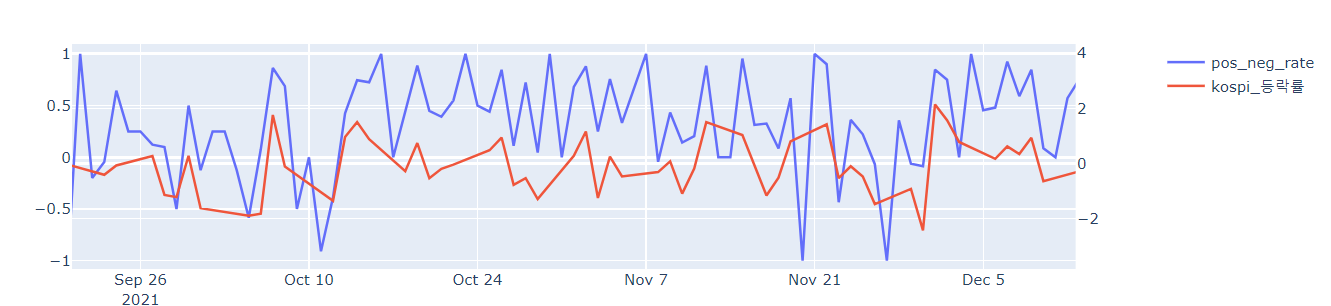 1
0.5
0
−0.5
−1
4
2
0
−2
Sep 26
2021
Oct 10
Oct 24
Nov 7
Nov 21
Dec 5
pos_neg_rate
kospi_등락률